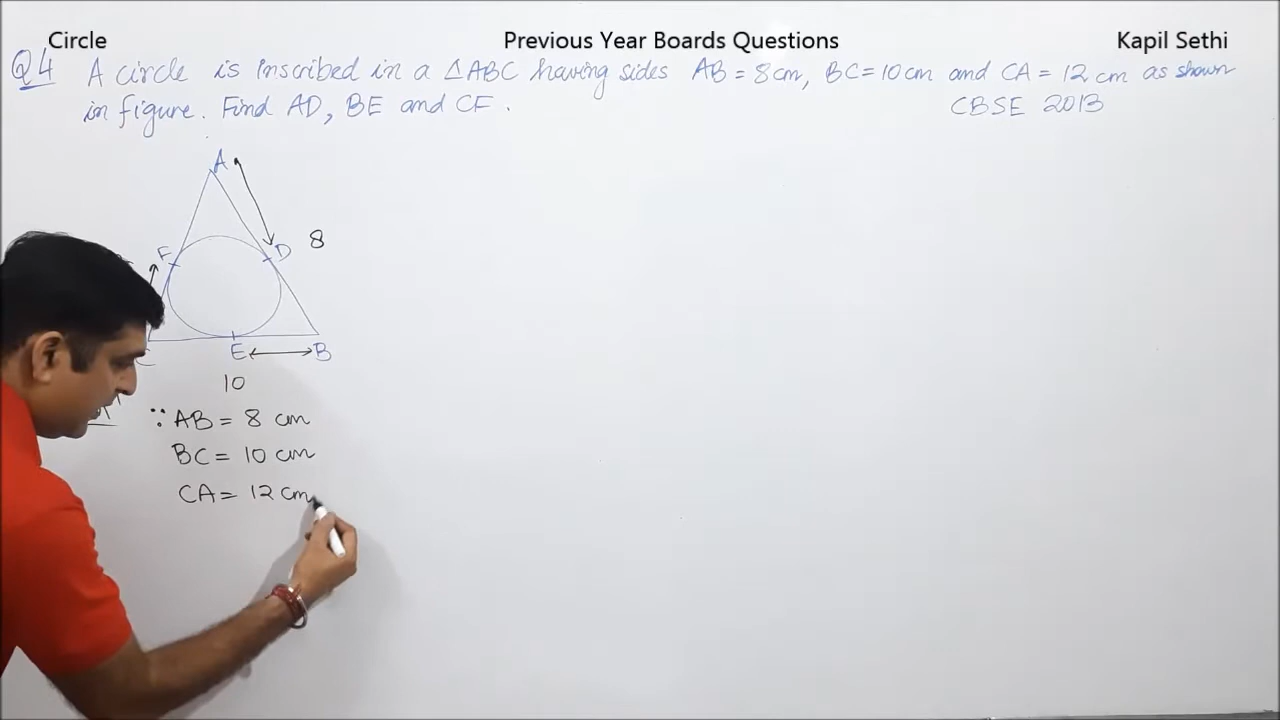 Circle Previous Year Boards Questions Kapil Sethi
Q4 A circle is inscribed in a △ABC having sides AB = 8 cm, BC = 10 cm and CA = 12 cm as shown
in figure. Find AD, BE and CF. CBSE 2013
A
F D 8
C E B
10
∵ AB = 8 cm
BC = 10 cm
CA = 12 cm